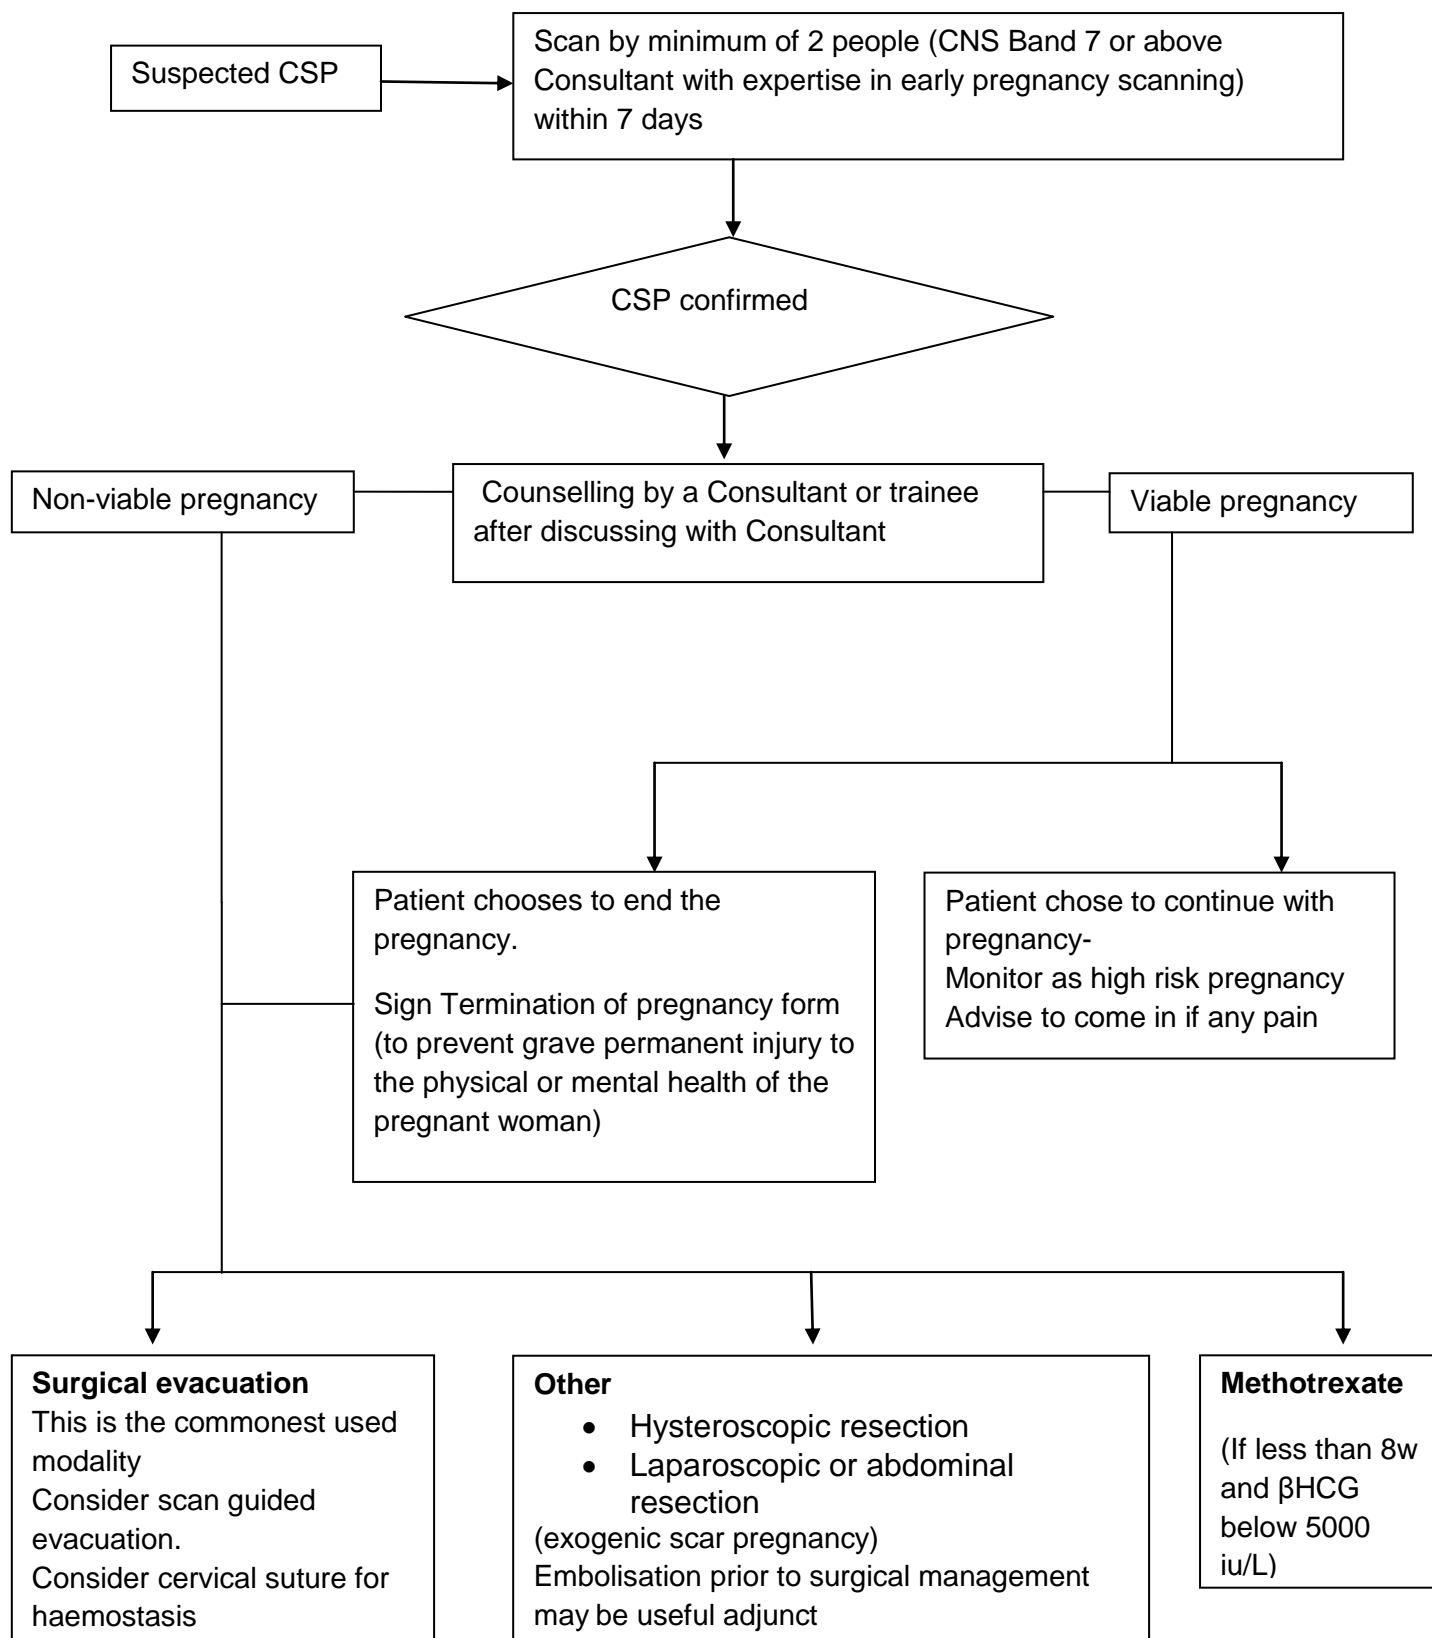 Suspected CSP
Scan by minimum of 2 people (CNS Band 7 or above
Consultant with expertise in early pregnancy scanning)
within 7 days
CSP confirmed
Non-viable pregnancy
Counselling by a Consultant or trainee
after discussing with Consultant
Viable pregnancy
Patient chooses to end the
pregnancy.
Sign Termination of pregnancy form
(to prevent grave permanent injury to
the physical or mental health of the
pregnant woman)
Patient chose to continue with
pregnancy-
Monitor as high risk pregnancy
Advise to come in if any pain
Surgical evacuation
This is the commonest used
modality
Consider scan guided
evacuation.
Consider cervical suture for
haemostasis
Other
• Hysteroscopic resection
• Laparoscopic or abdominal
resection
(exogenic scar pregnancy)
Embolisation prior to surgical management
may be useful adjunct
Methotrexate
(If less than 8w
and βHCG
below 5000
iu/L)